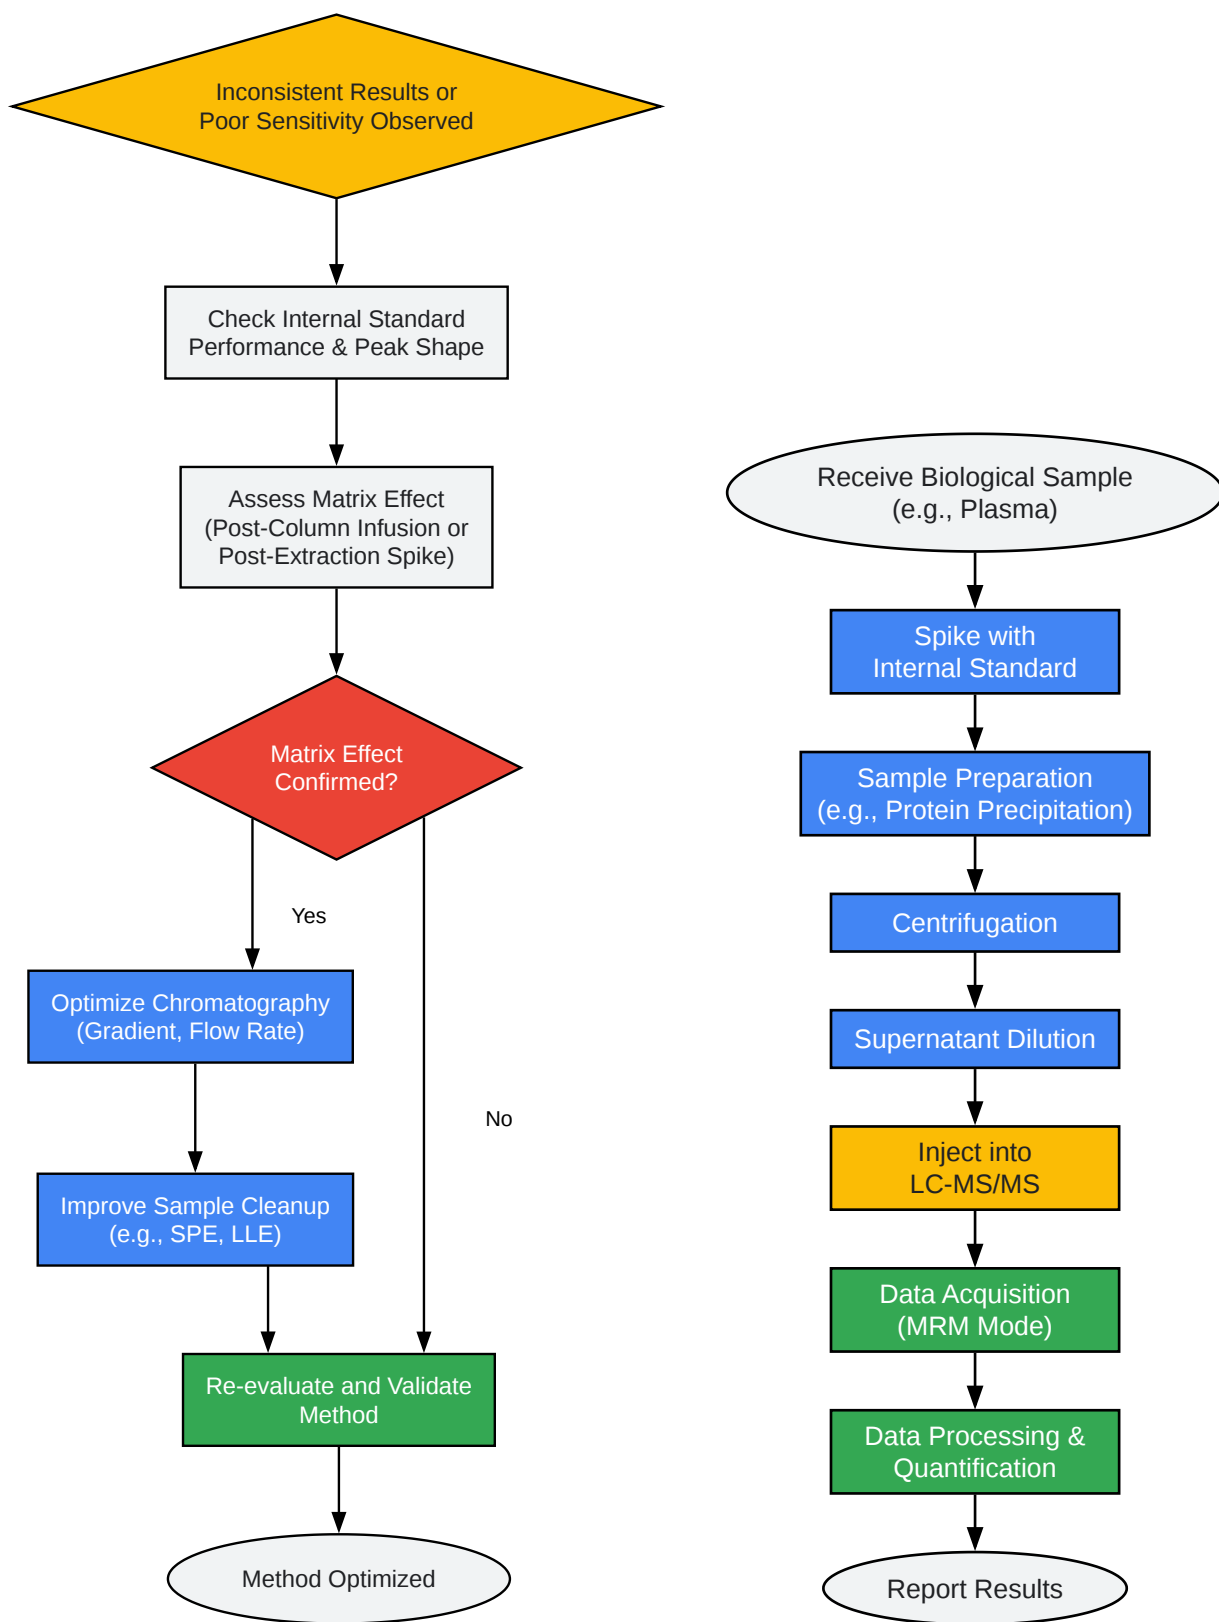 Inconsistent Results or
Poor Sensitivity Observed
Check Internal Standard
Performance & Peak Shape
Assess Matrix Effect
(Post-Column Infusion or
Post-Extraction Spike)
Matrix Effect
Confirmed?
Yes
Optimize Chromatography
(Gradient, Flow Rate)
No
Improve Sample Cleanup
(e.g., SPE, LLE)
Re-evaluate and Validate
Method
Method Optimized
Receive Biological Sample
(e.g., Plasma)
Spike with
Internal Standard
Sample Preparation
(e.g., Protein Precipitation)
Centrifugation
Supernatant Dilution
Inject into
LC-MS/MS
Data Acquisition
(MRM Mode)
Data Processing &
Quantification
Report Results